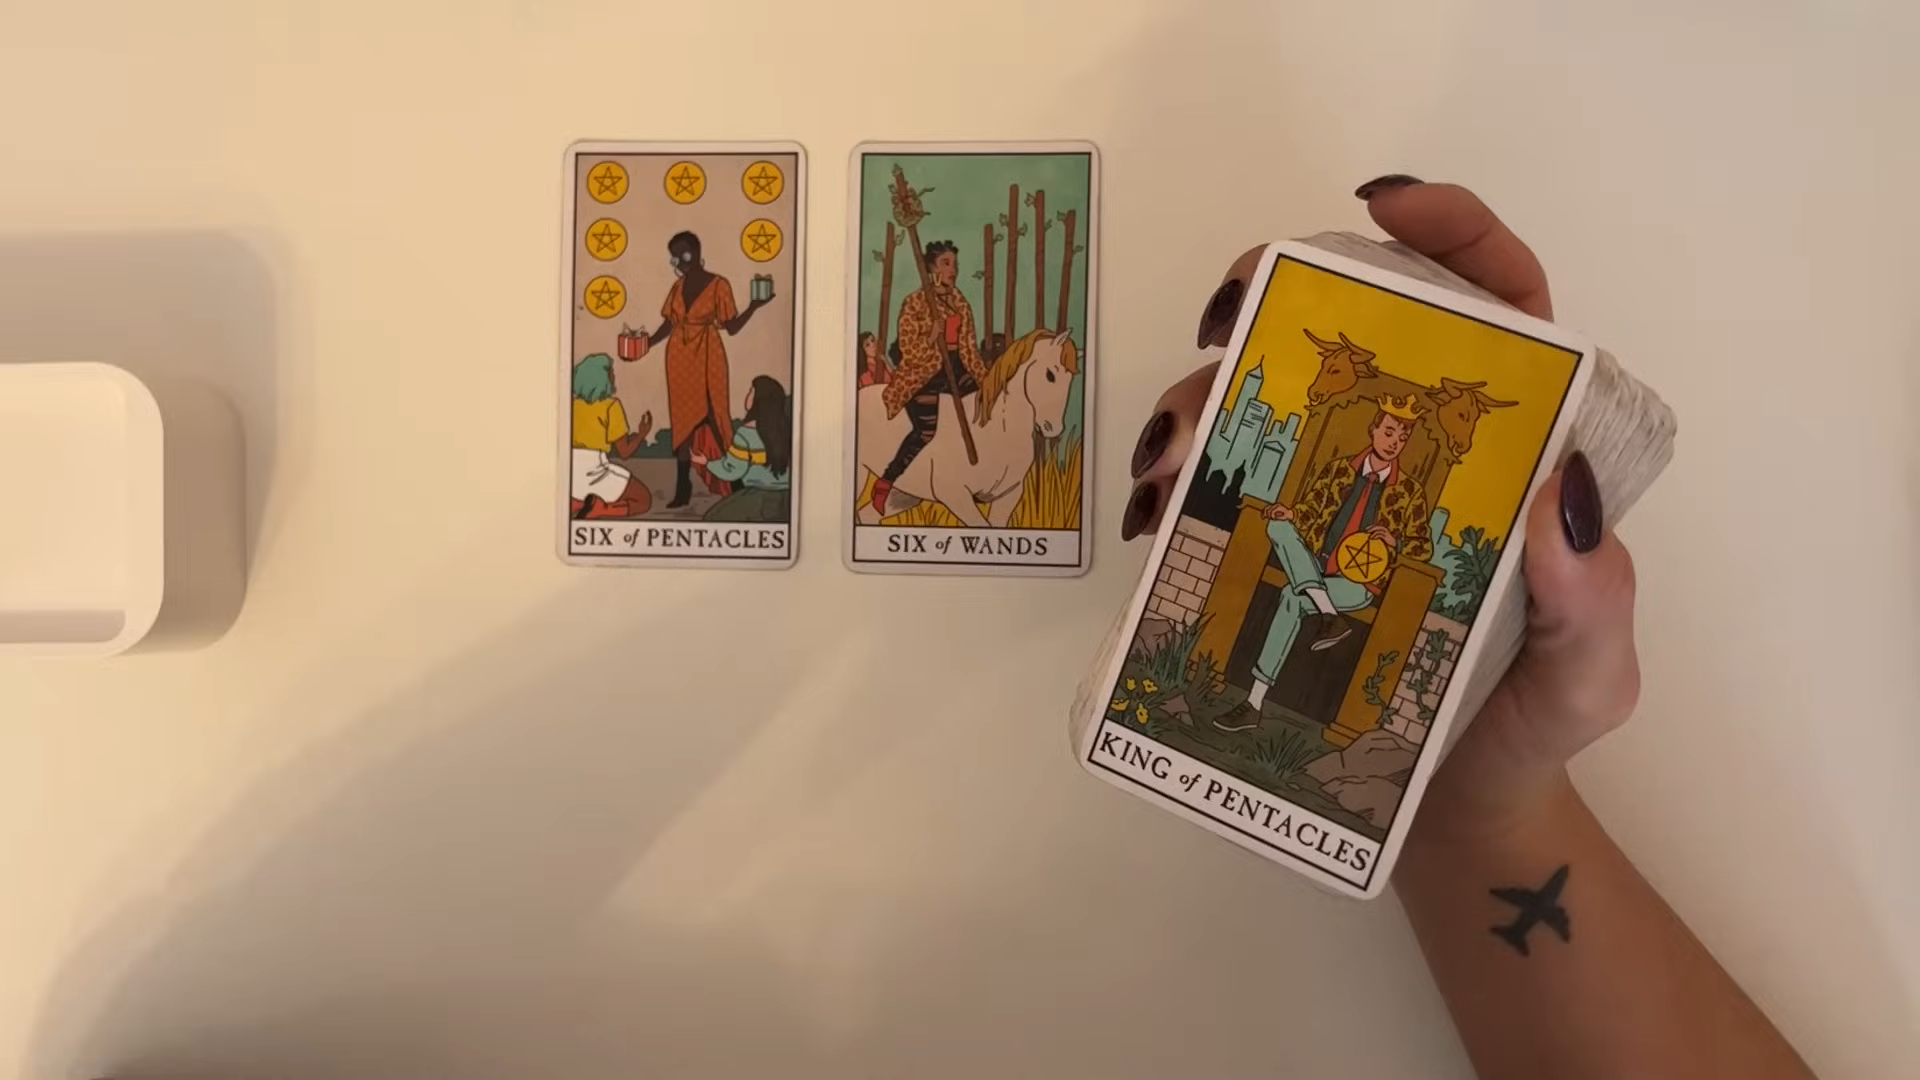 SIX of PENTACLES
SIX of WANDS
KING of PENTACLES